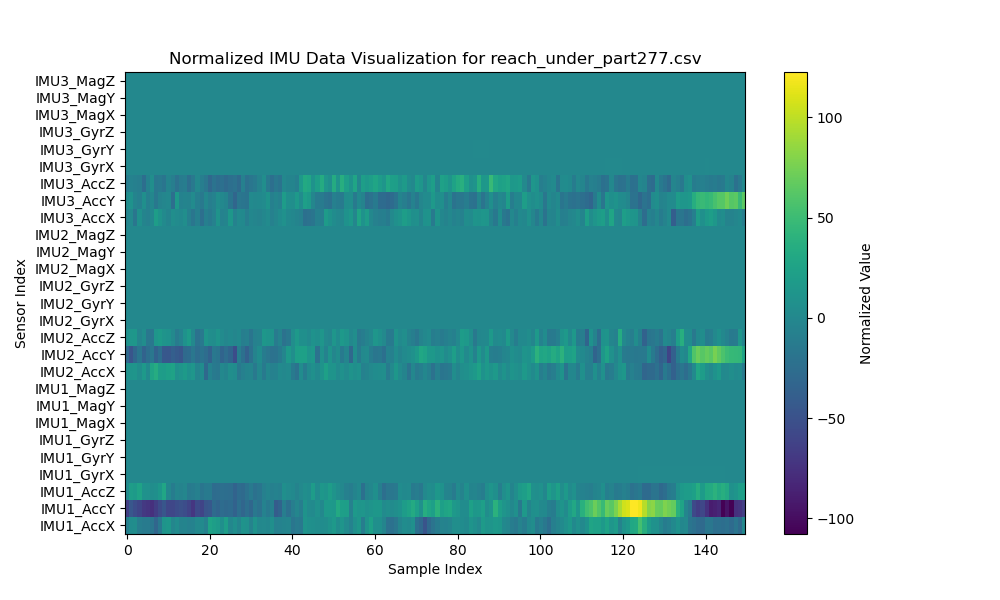 Normalized IMU Data Visualization for reach_under_part277.csv
IMU3_MagZ
IMU3_MagY
IMU3_MagX
IMU3_GyrZ
IMU3_GyrY
IMU3_GyrX
IMU3_AccZ
IMU3_AccY
IMU3_AccX
IMU2_MagZ
IMU2_MagY
IMU2_MagX
IMU2_GyrZ
IMU2_GyrY
IMU2_GyrX
IMU2_AccZ
IMU2_AccY
IMU2_AccX
IMU1_MagZ
IMU1_MagY
IMU1_MagX
IMU1_GyrZ
IMU1_GyrY
IMU1_GyrX
IMU1_AccZ
IMU1_AccY
IMU1_AccX
Sensor Index
0 20 40 60 80 100 120 140
Sample Index
100
50
0
−50
−100
Normalized Value